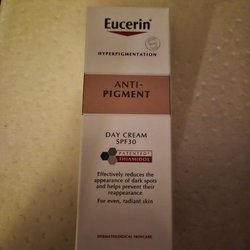 Eucerin®
HYPERPIGMENTATION
ANTI-
PIGMENT
DAY CREAM
SPF30
PATENTED*
THIAMIDOL
Effectively reduces the
appearance of dark spots
and helps prevent their
reappearance
For even, radiant skin
DERMATOLOGICAL SKINCARE